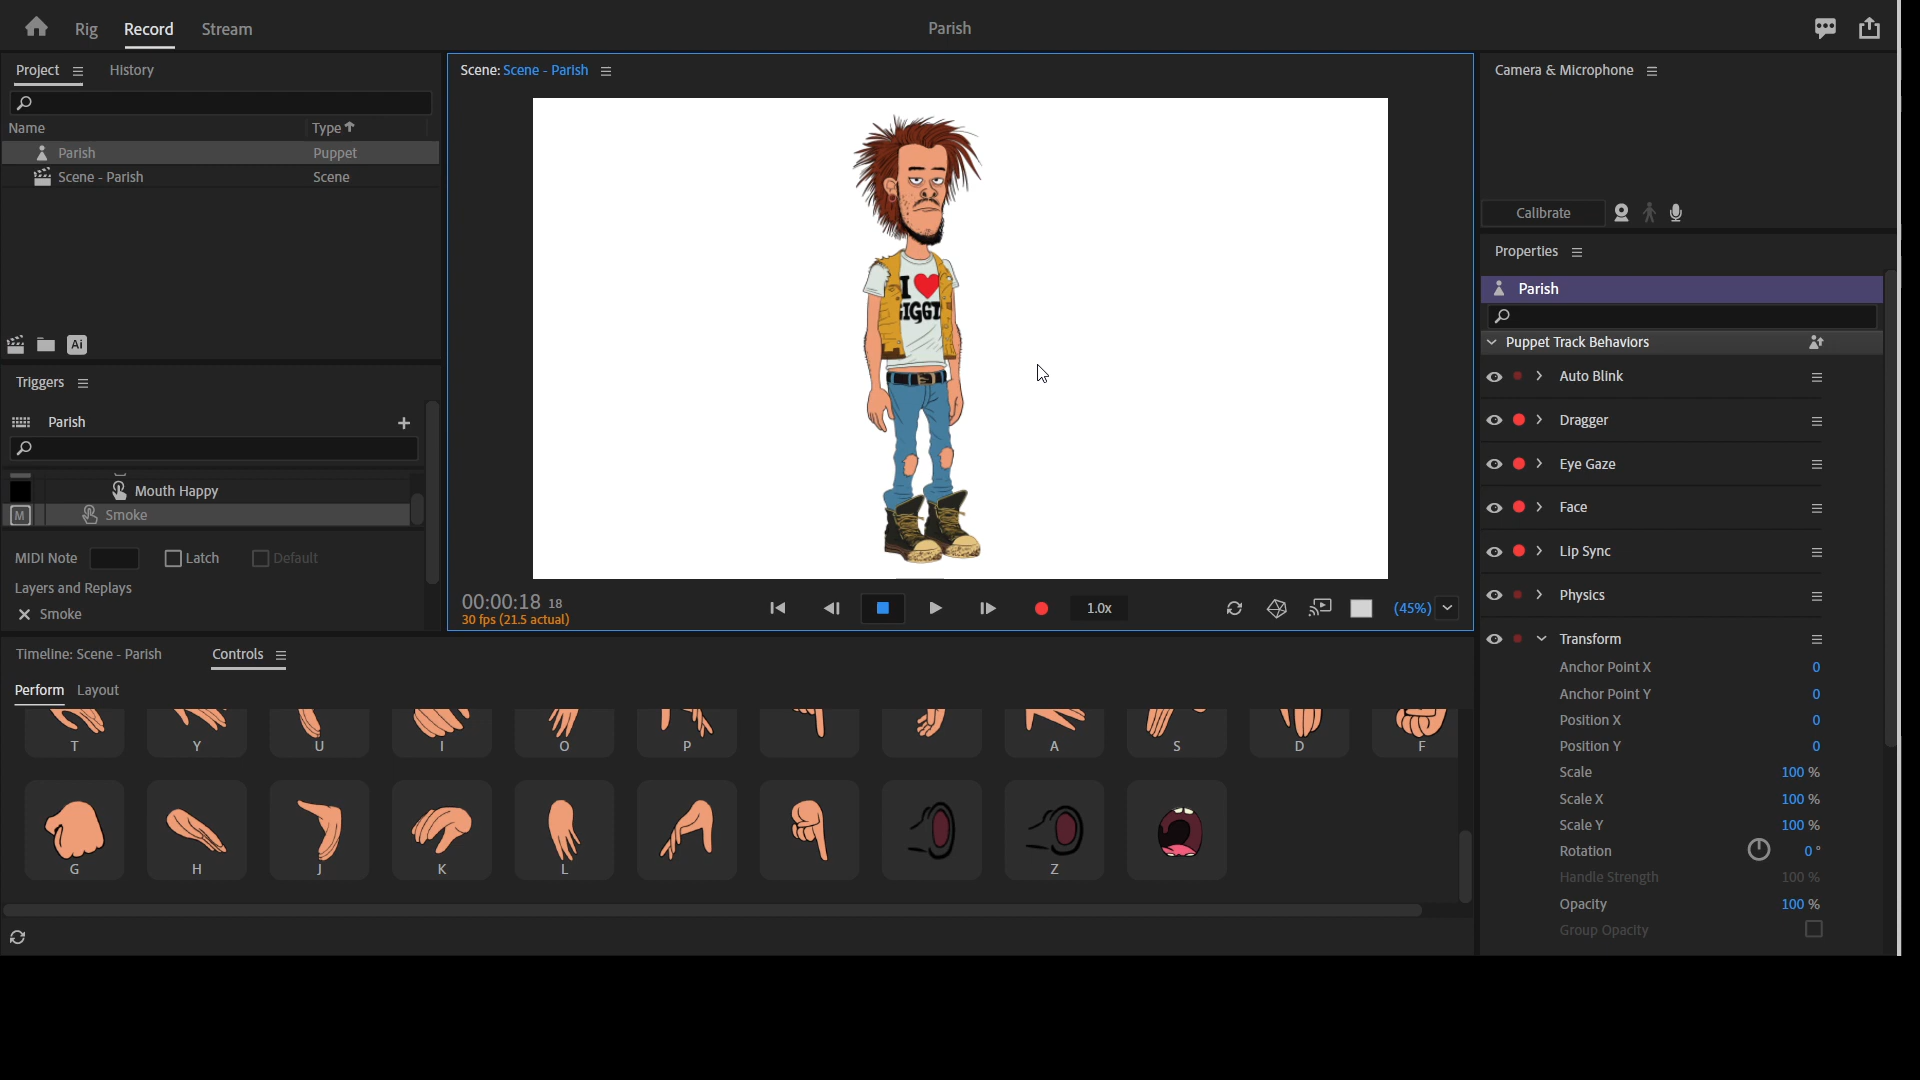 Rig
Record
Stream
Parish
Project
History
Name
Type
Parish
Puppet
Scene - Parish
Scene
Ai
Triggers
Parish
Mouth Happy
M
Smoke
MIDI Note
Latch
Default
Layers and Replays
Smoke
Scene: Scene - Parish
I
IGGI
00:00:18 18
30 fps (21.5 actual)
1.0x
(45%)
Timeline: Scene - Parish
Controls
Perform
Layout
T
Y
U
I
O
P
A
S
D
F
G
H
J
K
L
Z
Camera & Microphone
Calibrate
Properties
Parish
Puppet Track Behaviors
Auto Blink
Dragger
Eye Gaze
Face
Lip Sync
Physics
Transform
Anchor Point X 0
Anchor Point Y 0
Position X 0
Position Y 0
Scale 100 %
Scale X 100 %
Scale Y 100 %
Rotation 0 °
Handle Strength 100 %
Opacity 100 %
Group Opacity